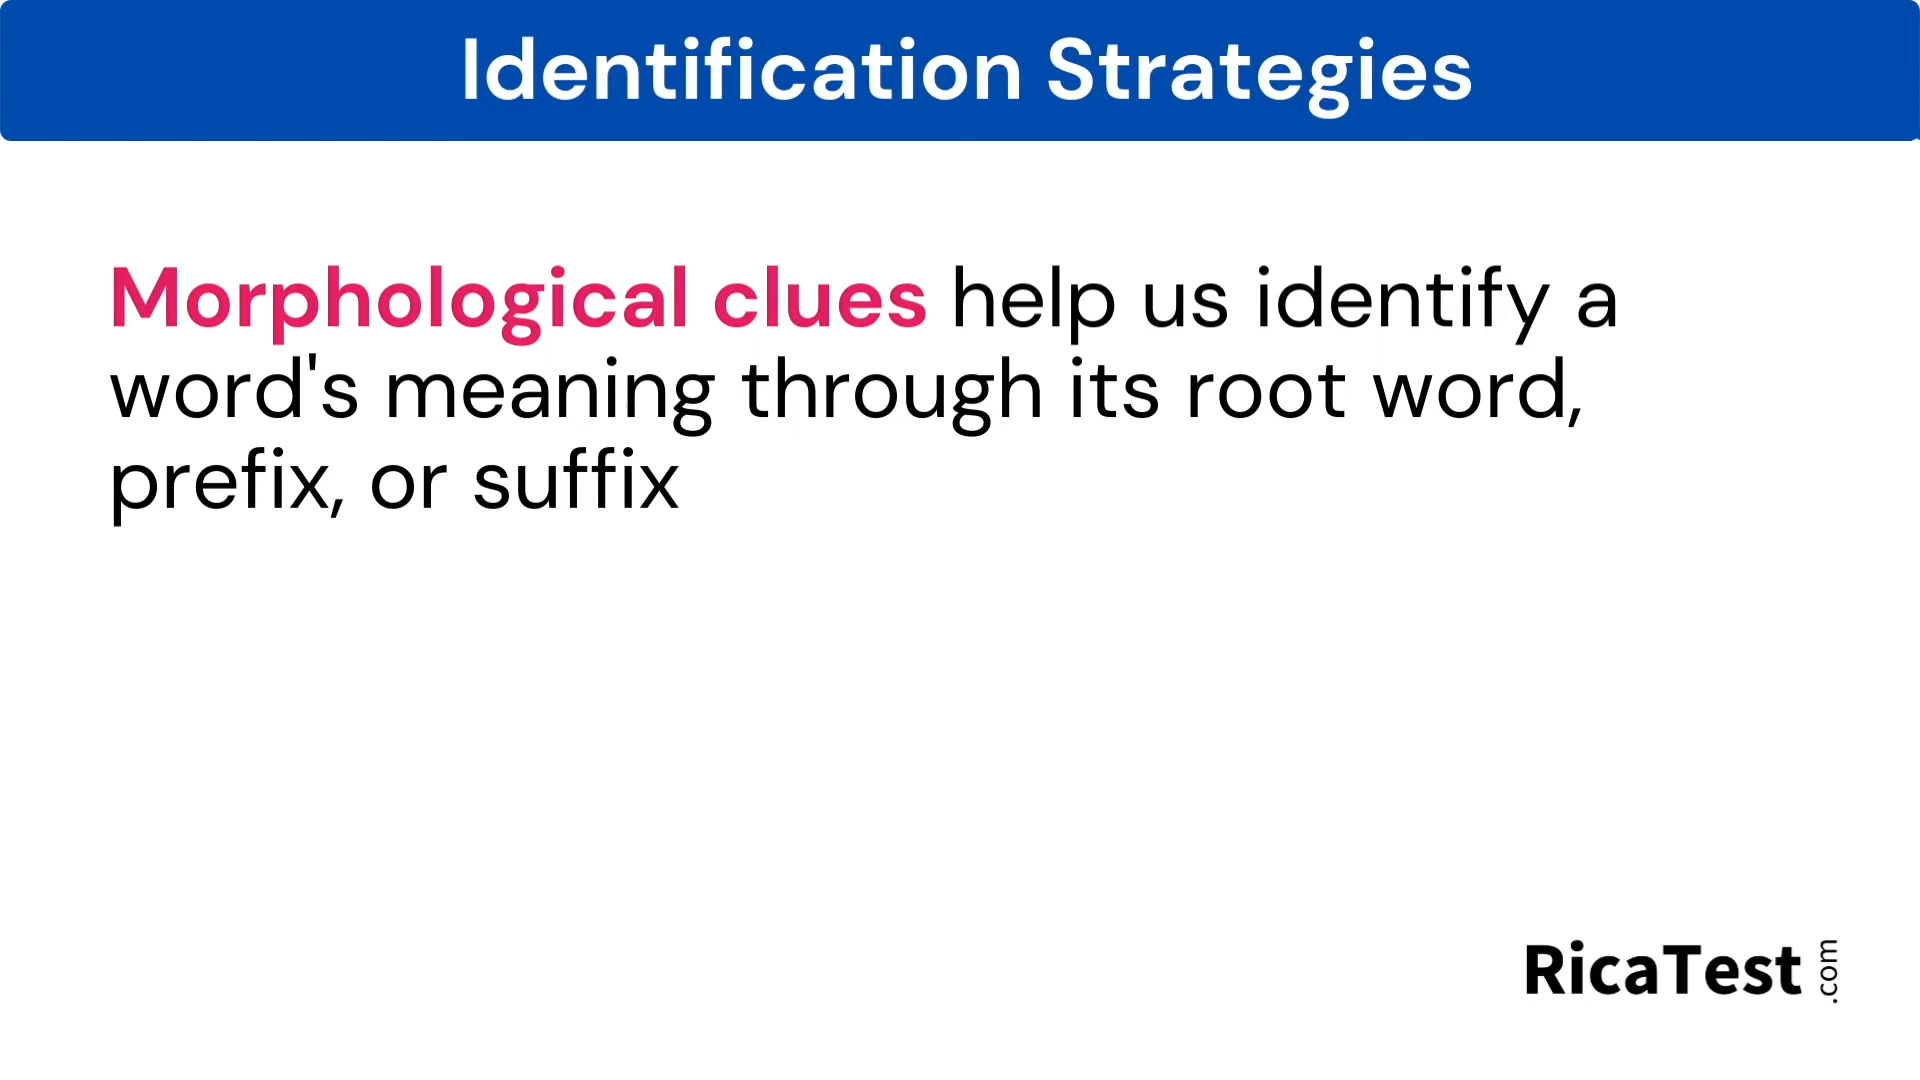 Identification Strategies
Morphological clues help us identify a
word's meaning through its root word,
prefix, or suffix
RicaTest .com